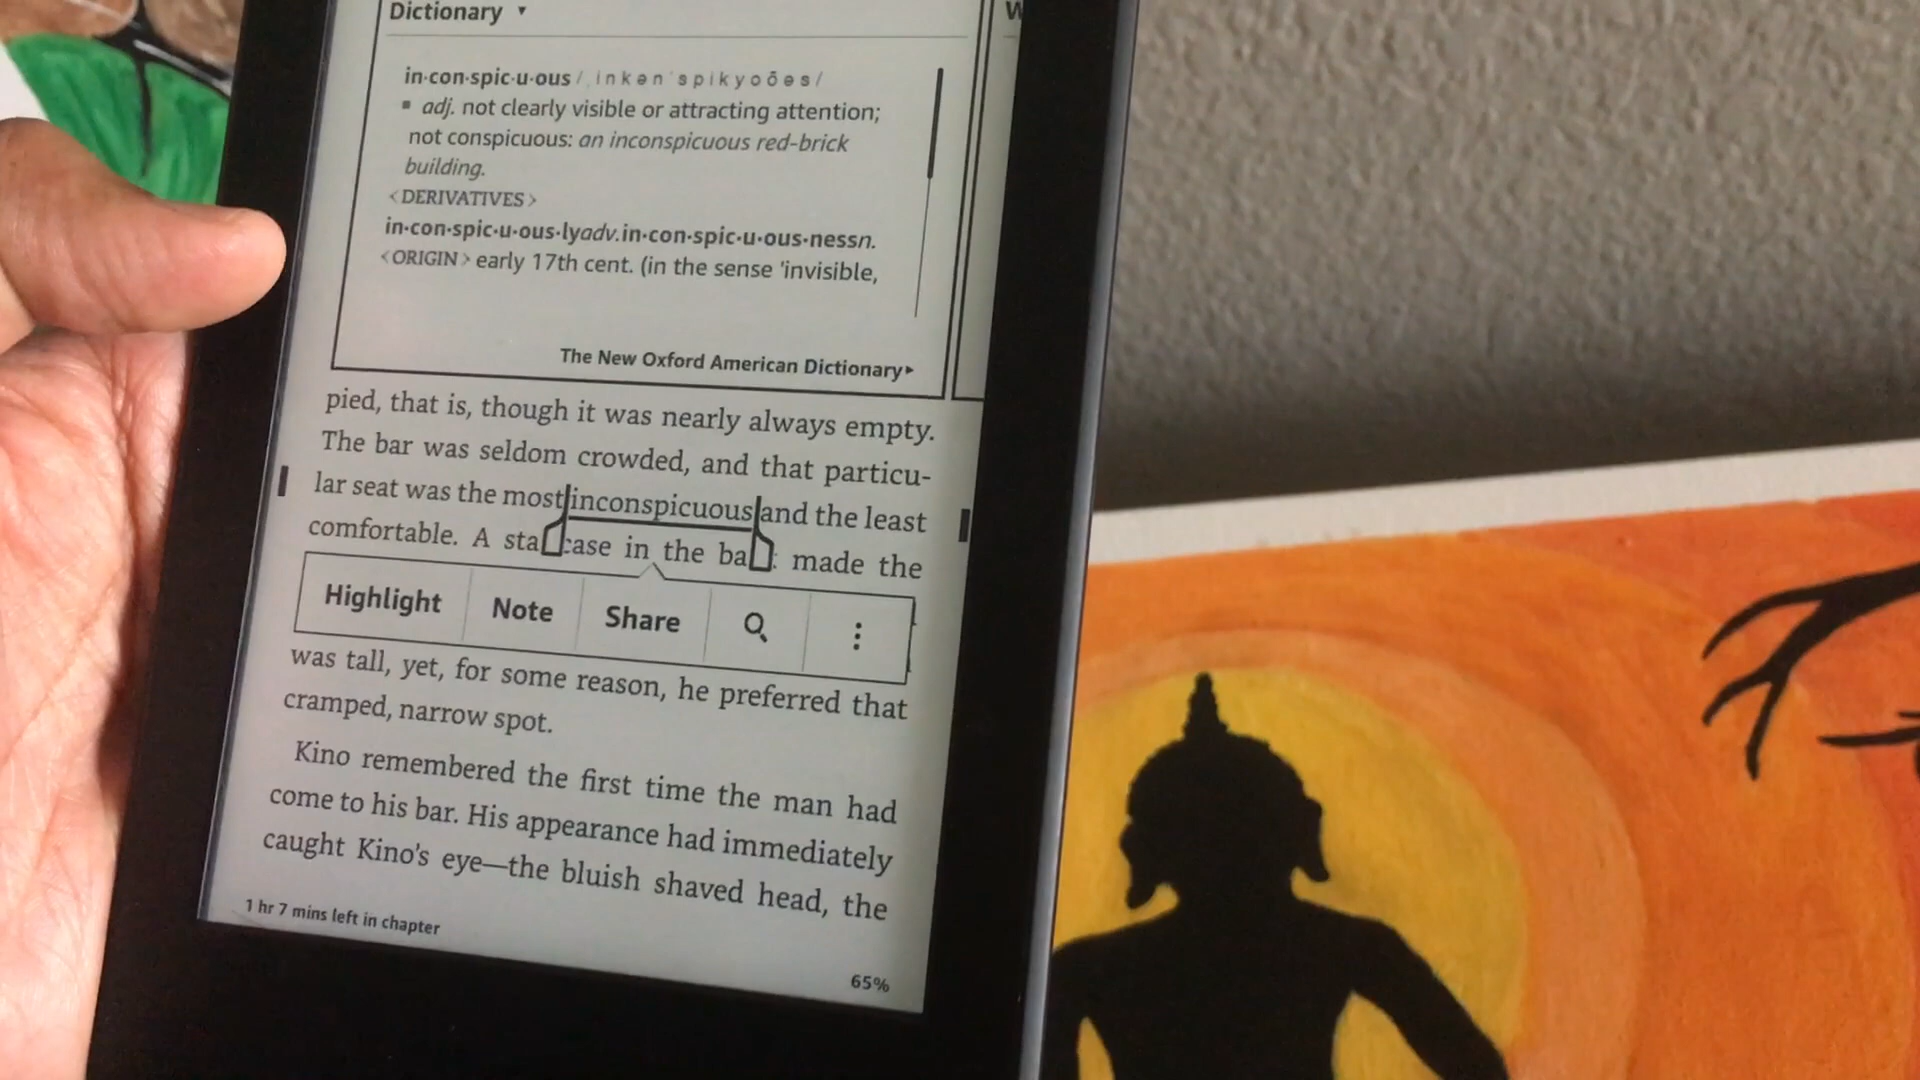 Dictionary ▾
W
in·con·spic·u·ous /ˌinkənˈspikyo͞oəs/
▪ adj. not clearly visible or attracting attention;
not conspicuous: an inconspicuous red-brick
building.
<DERIVATIVES>
in·con·spic·u·ous·lyadv.in·con·spic·u·ous·nessn.
<ORIGIN> early 17th cent. (in the sense 'invisible,
The New Oxford American Dictionary▸
pied, that is, though it was nearly always empty.
The bar was seldom crowded, and that particu-
lar seat was the most inconspicuous and the least
comfortable. A sta case in the ba made the
Highlight Note Share
was tall, yet, for some reason, he preferred that
cramped, narrow spot.
Kino remembered the first time the man had
come to his bar. His appearance had immediately
caught Kino's eye—the bluish shaved head, the
1 hr 7 mins left in chapter
65%